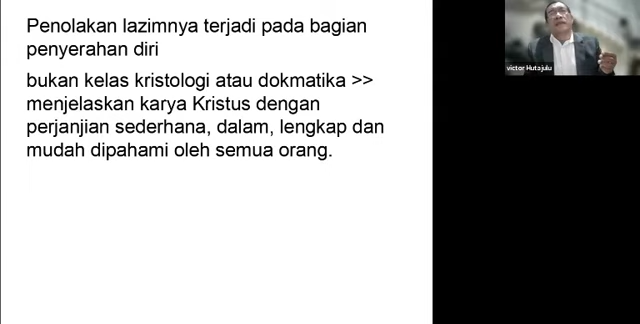 Penolakan lazimnya terjadi pada bagian
penyerahan diri
bukan kelas kristologi atau dokmatika >>
menjelaskan karya Kristus dengan
perjanjian sederhana, dalam, lengkap dan
mudah dipahami oleh semua orang.
victor Hutajulu